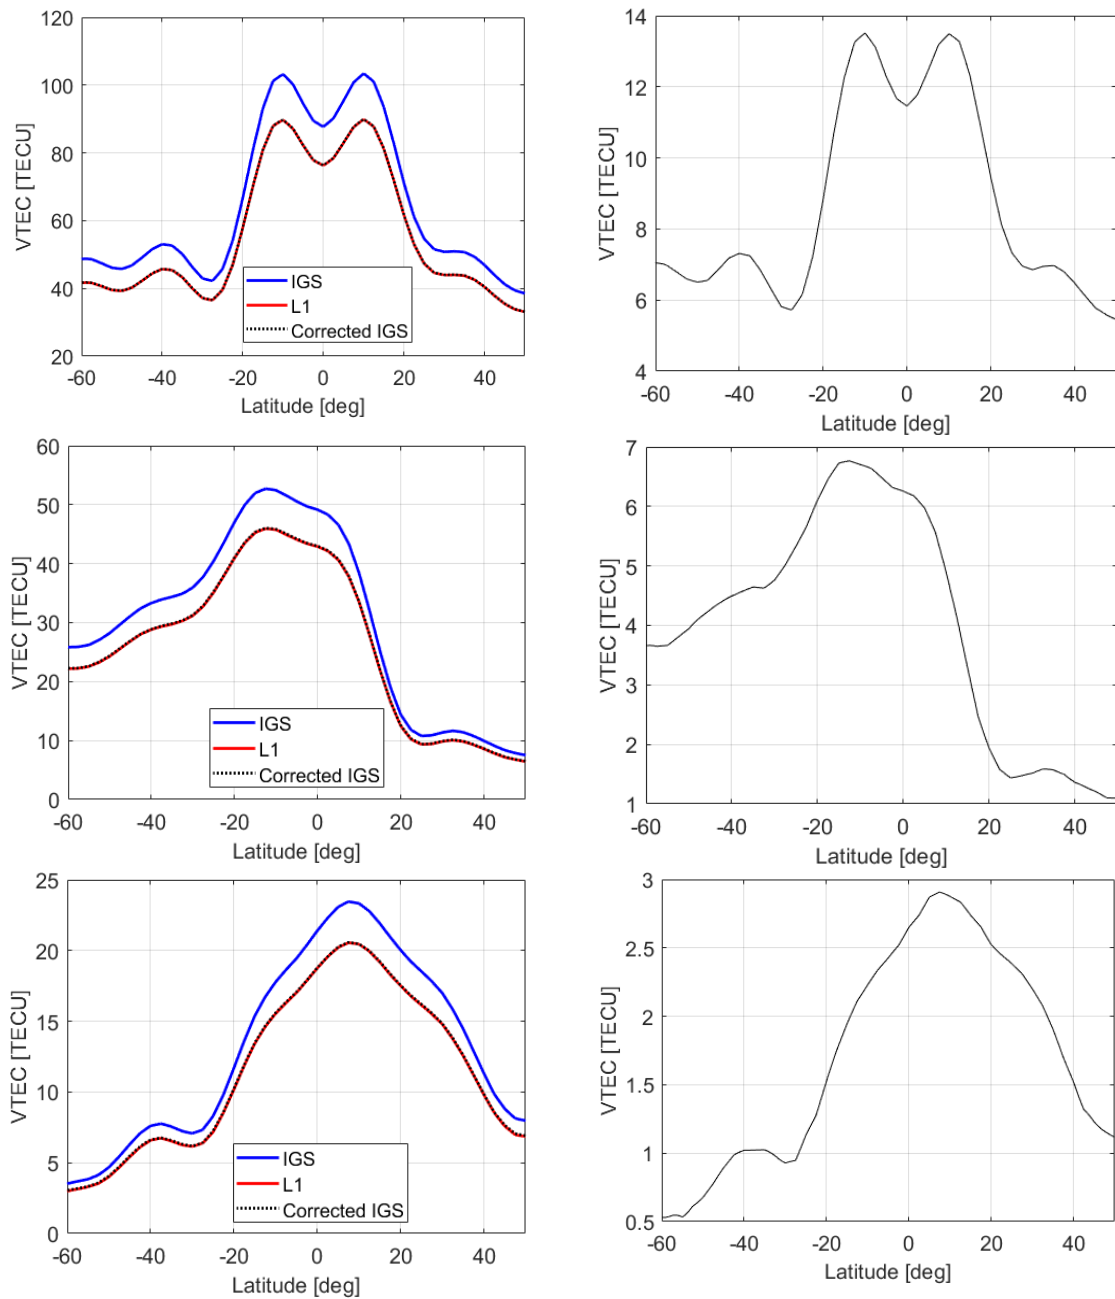 120
100
80
60
40
20
VTEC [TECU]
IGS
L1
Corrected IGS
-60 -40 -20 0 20 40
Latitude [deg]
14
12
10
8
6
4
VTEC [TECU]
-60 -40 -20 0 20 40
Latitude [deg]
60
50
40
30
20
10
0
VTEC [TECU]
IGS
L1
Corrected IGS
-60 -40 -20 0 20 40
Latitude [deg]
7
6
5
4
3
2
1
VTEC [TECU]
-60 -40 -20 0 20 40
Latitude [deg]
25
20
15
10
5
0
VTEC [TECU]
IGS
L1
Corrected IGS
-60 -40 -20 0 20 40
Latitude [deg]
3
2.5
2
1.5
1
0.5
VTEC [TECU]
-60 -40 -20 0 20 40
Latitude [deg]